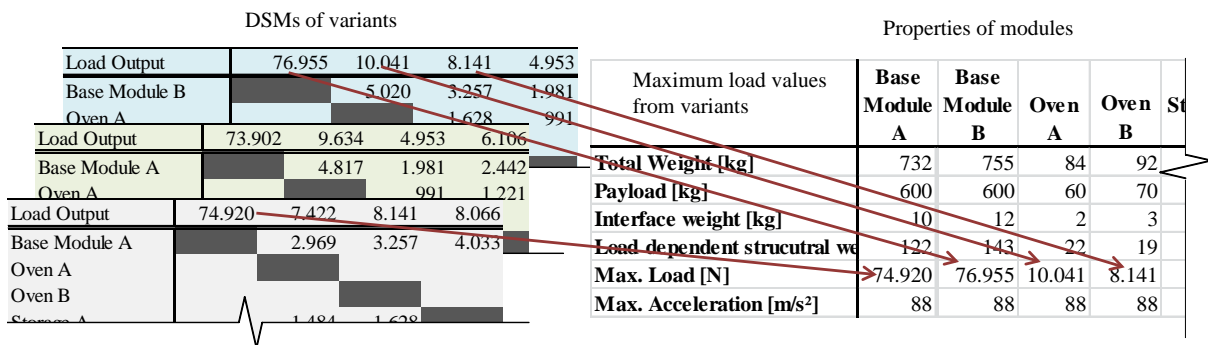 DSMs of variants
Load Output 76.955 10.041 8.141 4.953
Base Module B 5.020 3.257 1.981
Oven A 1.628 991
Load Output 73.902 9.634 4.953 6.106
Base Module A 4.817 1.981 2.442
Oven A 991 1.221
Load Output 74.920 7.422 8.141 8.066
Base Module A 2.969 3.257 4.033
Oven A
Oven B
Storage A 1.484 1.628
Properties of modules
Maximum load values from variants Base Module A Base Module B Oven A Oven B St
Total Weight [kg] 732 755 84 92
Payload [kg] 600 600 60 70
Interface weight [kg] 10 12 2 3
Load dependent strucutral we 122 143 22 19
Max. Load [N] 74.920 76.955 10.041 8.141
Max. Acceleration [m/s²] 88 88 88 88